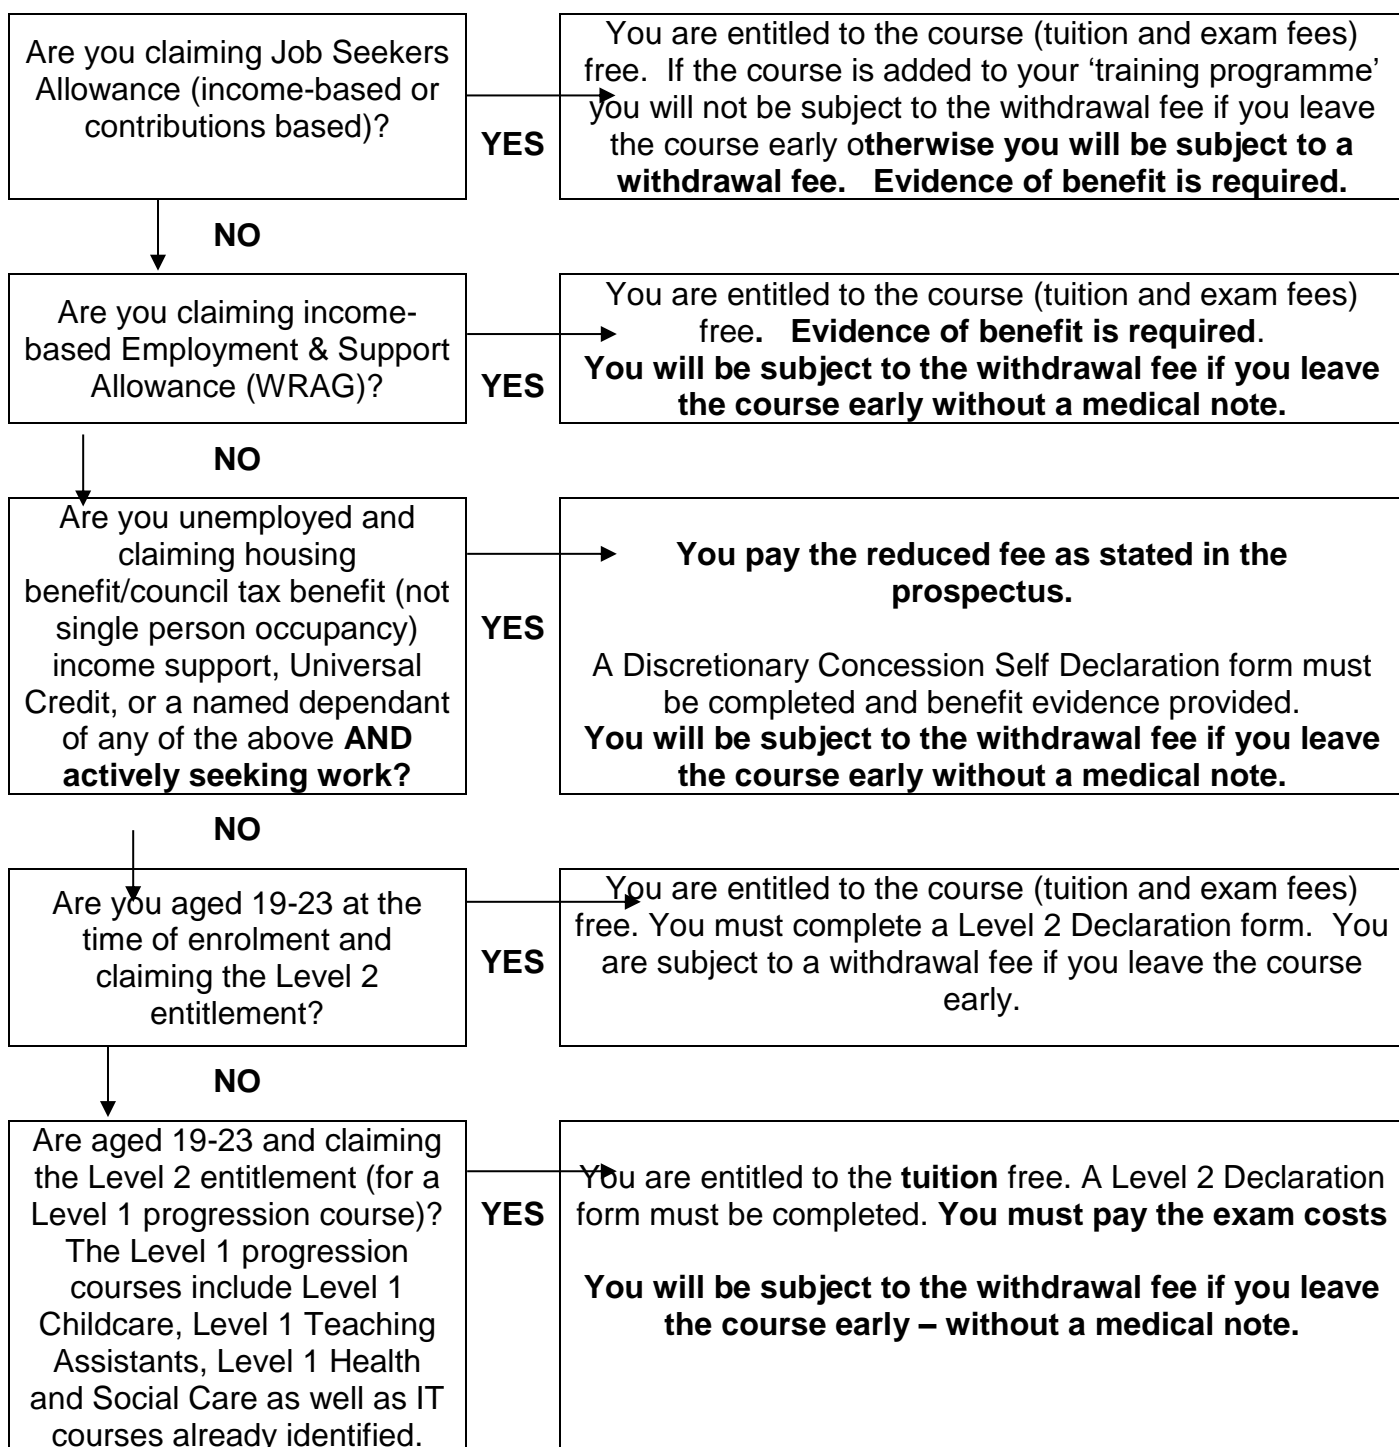 Are you claiming Job Seekers
Allowance (income-based or
contributions based)?
YES
You are entitled to the course (tuition and exam fees)
free.  If the course is added to your ‘training programme’
you will not be subject to the withdrawal fee if you leave
the course early otherwise you will be subject to a
withdrawal fee.   Evidence of benefit is required.
NO
Are you claiming income-
based Employment & Support
Allowance (WRAG)?
YES
You are entitled to the course (tuition and exam fees)
free.   Evidence of benefit is required.
You will be subject to the withdrawal fee if you leave
the course early without a medical note.
NO
Are you unemployed and
claiming housing
benefit/council tax benefit (not
single person occupancy)
income support, Universal
Credit, or a named dependant
of any of the above AND
actively seeking work?
YES
You pay the reduced fee as stated in the
prospectus.
A Discretionary Concession Self Declaration form must
be completed and benefit evidence provided.
You will be subject to the withdrawal fee if you leave
the course early without a medical note.
NO
Are you aged 19-23 at the
time of enrolment and
claiming the Level 2
entitlement?
YES
You are entitled to the course (tuition and exam fees)
free. You must complete a Level 2 Declaration form.  You
are subject to a withdrawal fee if you leave the course
early.
NO
Are aged 19-23 and claiming
the Level 2 entitlement (for a
Level 1 progression course)?
The Level 1 progression
courses include Level 1
Childcare, Level 1 Teaching
Assistants, Level 1 Health
and Social Care as well as IT
courses already identified.
YES
You are entitled to the tuition free. A Level 2 Declaration
form must be completed. You must pay the exam costs
You will be subject to the withdrawal fee if you leave
the course early – without a medical note.